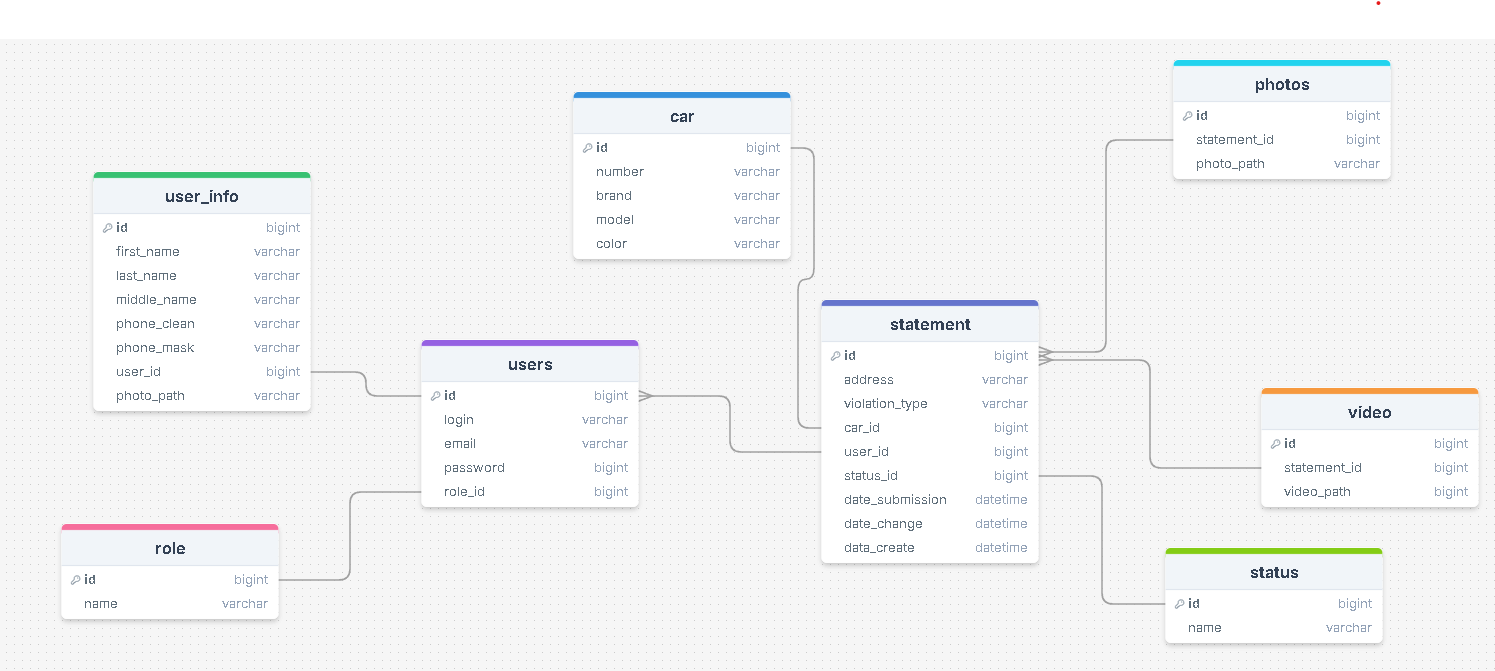 photos
id bigint
statement_id bigint
photo_path varchar
car
id bigint
number varchar
brand varchar
model varchar
color varchar
user_info
id bigint
first_name varchar
last_name varchar
middle_name varchar
phone_clean varchar
phone_mask varchar
user_id bigint
photo_path varchar
statement
id bigint
address varchar
violation_type varchar
car_id bigint
user_id bigint
status_id bigint
date_submission datetime
date_change datetime
data_create datetime
users
id bigint
login varchar
email varchar
password bigint
role_id bigint
video
id bigint
statement_id bigint
video_path bigint
role
id bigint
name varchar
status
id bigint
name varchar